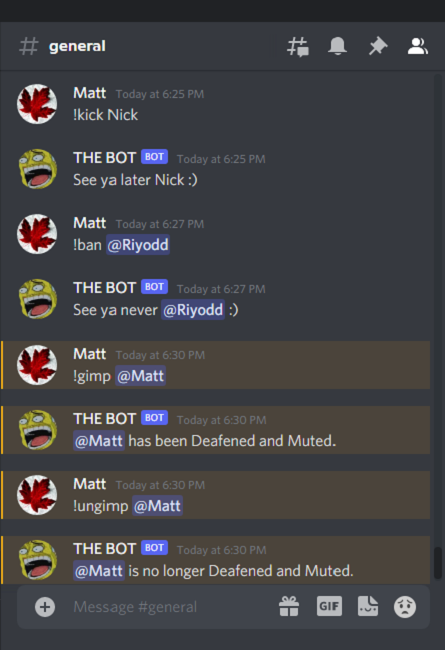 general
Matt Today at 6:25 PM
!kick Nick
THE BOT BOT Today at 6:25 PM
See ya later Nick :)
Matt Today at 6:27 PM
!ban @Riyodd
THE BOT BOT Today at 6:27 PM
See ya never @Riyodd :)
Matt Today at 6:30 PM
!gimp @Matt
THE BOT BOT Today at 6:30 PM
@Matt has been Deafened and Muted.
Matt Today at 6:30 PM
!ungimp @Matt
THE BOT BOT Today at 6:30 PM
@Matt is no longer Deafened and Muted.
Message #general GIF